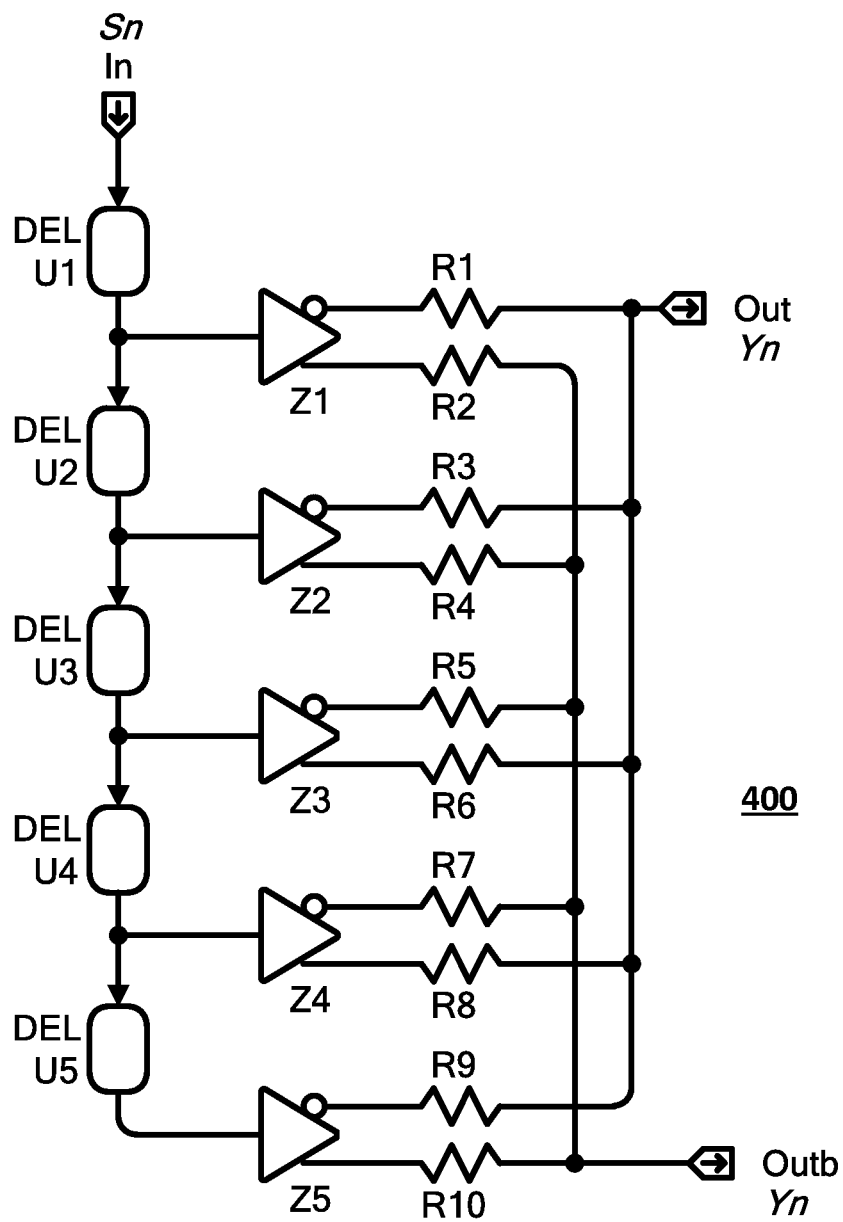 Sn
In
DEL
U1
R1
Out
Yn
Z1
R2
DEL
U2
R3
Z2
R4
DEL
U3
R5
Z3
R6
400
DEL
U4
R7
Z4
R8
DEL
U5
R9
Z5
R10
Outb
Yn